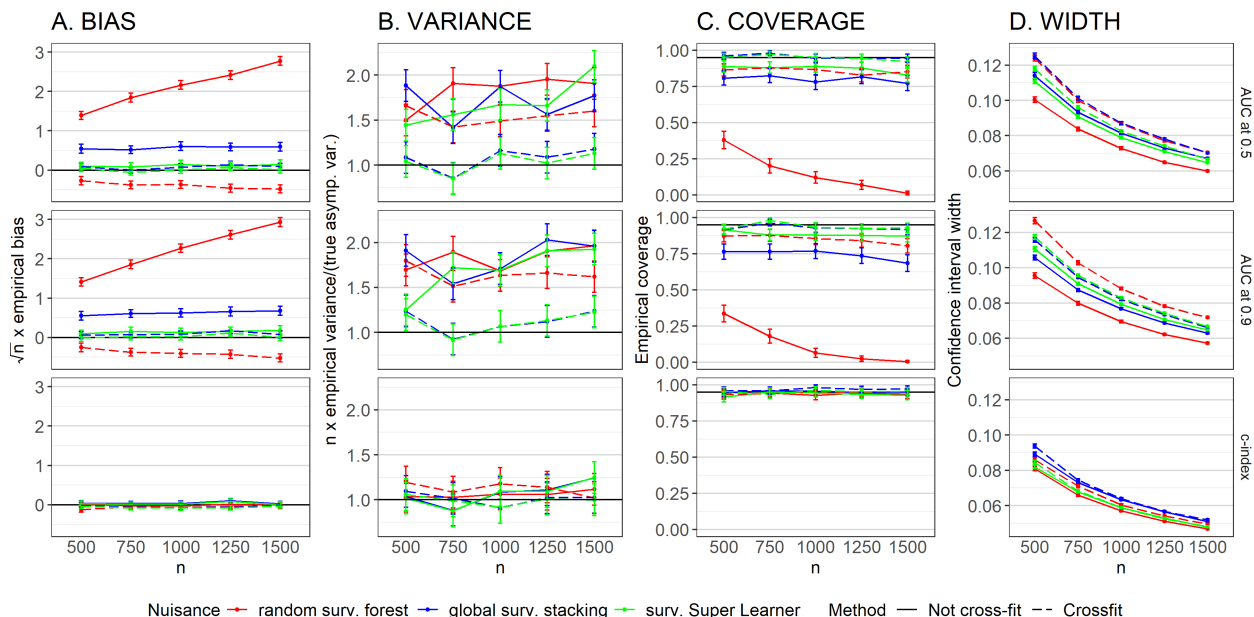 A. BIAS
B. VARIANCE
C. COVERAGE
D. WIDTH
√n x empirical bias
3
2
1
0
3
2
1
0
3
2
1
0
500 750 1000 1250 1500
n
n x empirical variance/(true asymp. var.)
2.0
1.5
1.0
2.0
1.5
1.0
2.0
1.5
1.0
500 750 1000 1250 1500
n
Empirical coverage
1.00
0.75
0.50
0.25
0.00
1.00
0.75
0.50
0.25
0.00
1.00
0.75
0.50
0.25
0.00
500 750 1000 1250 1500
n
Confidence interval width
0.12
0.10
0.08
0.06
0.12
0.10
0.08
0.06
0.12
0.10
0.08
0.06
500 750 1000 1250 1500
n
AUC at 0.5
AUC at 0.9
c-index
Nuisance random surv. forest global surv. stacking surv. Super Learner Method Not cross-fit Crossfit